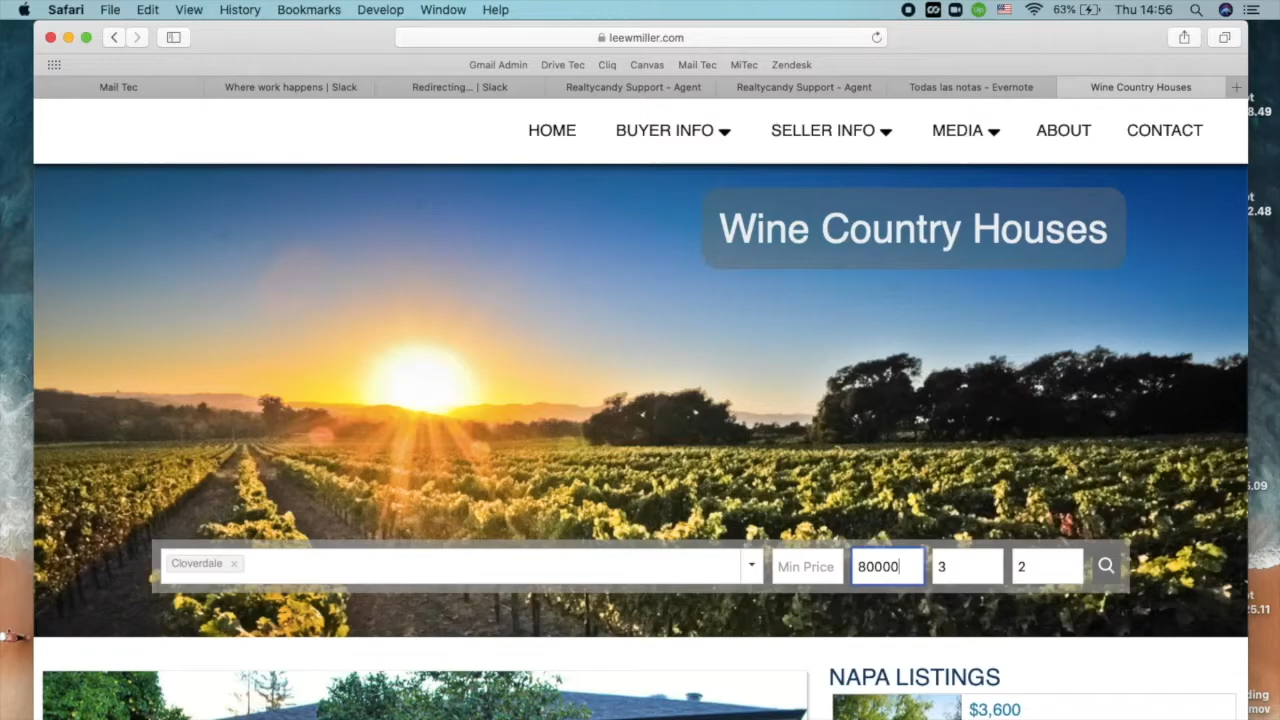 Safari File Edit View History Bookmarks Develop Window Help 63% Thu 14:56
leewmiller.com
Gmail Admin Drive Tec Cliq Canvas Mail Tec MiTec Zendesk
Mail Tec Where work happens | Slack Redirecting... | Slack Realtycandy Support - Agent Realtycandy Support - Agent Todas las notas - Evernote Wine Country Houses
HOME BUYER INFO SELLER INFO MEDIA ABOUT CONTACT
Wine Country Houses
Cloverdale × Min Price 80000 3 2
NAPA LISTINGS
$3,600